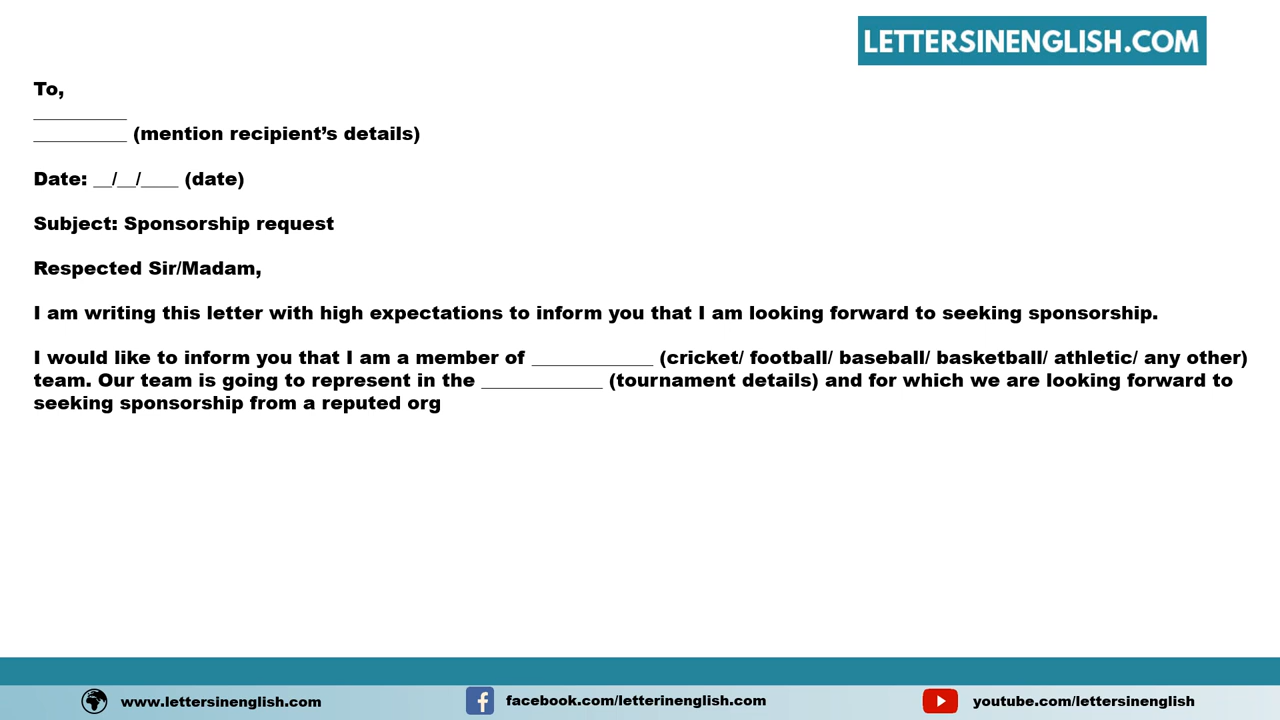 LETTERSINENGLISH.COM
To,
__________
__________ (mention recipient’s details)
Date: __/__/____ (date)
Subject: Sponsorship request
Respected Sir/Madam,
I am writing this letter with high expectations to inform you that I am looking forward to seeking sponsorship.
I would like to inform you that I am a member of _____________ (cricket/ football/ baseball/ basketball/ athletic/ any other)
team. Our team is going to represent in the _____________ (tournament details) and for which we are looking forward to
seeking sponsorship from a reputed org
www.lettersinenglish.com
facebook.com/letterinenglish.com
youtube.com/lettersinenglish